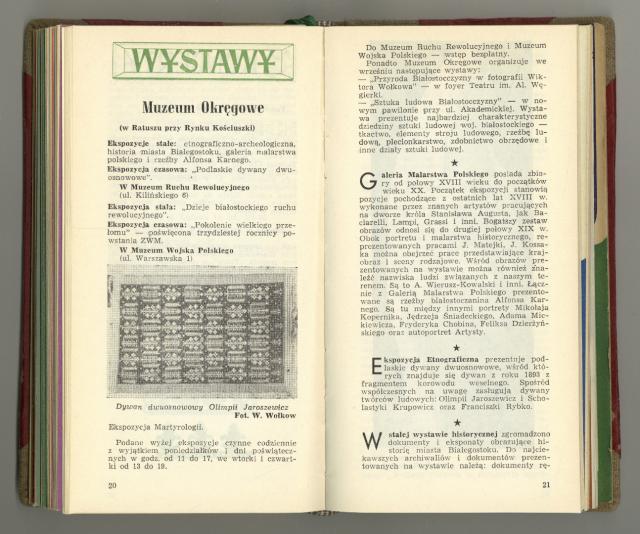 WYSTAWY
Muzeum Okręgowe
(w Ratuszu przy Rynku Kościuszki)
Ekspozycje stałe: etnograficzno-archeologiczna,
historia miasta Białegostoku, galeria malarstwa
polskiego i rzeźby Alfonsa Karnego.
Ekspozycja czasowa: „Podlaskie dywany dwu-
osnowowe".
W Muzeum Ruchu Rewolucyjnego
(ul. Kilińskiego 6)
Ekspozycja stała: „Dzieje białostockiego ruchu
rewolucyjnego".
Ekspozycja czasowa: „Pokolenie wielkiego prze-
łomu" — poświęcona trzydziestej rocznicy po-
wstania ZWM.
W Muzeum Wojska Polskiego
(ul. Warszawska 1)
Dywan dwuosnowowy Olimpii Jaroszewicz
Fot. W. Wołkow
Ekspozycja Martyrologii.
Podane wyżej ekspozycje czynne codziennie
z wyjątkiem poniedziałków i dni poświątecz-
nych w godz. od 11 do 17, we wtorki i czwart-
ki od 13 do 19.
20
Do Muzeum Ruchu Rewolucyjnego i Muzeum
Wojska Polskiego — wstęp bezpłatny.
Ponadto Muzeum Okręgowe organizuje we
wrześniu następujące wystawy:
— „Przyroda Białostocczyzny w fotografii Wik-
tora Wołkowa" — w foyer Teatru im. Al. Wę-
gierki.
— „Sztuka ludowa Białostocczyzny" — w no-
wym pawilonie przy ul. Akademickiej. Wysta-
wa prezentuje najbardziej charakterystyczne
dziedziny sztuki ludowej woj. białostockiego —
tkactwo, elementy stroju ludowego, rzeźbę lu-
dową, plecionkarstwo, zdobnictwo obrzędowe i
inne działy sztuki ludowej.
Galeria Malarstwa Polskiego posiada zbio-
ry od połowy XVIII wieku do początków
wieku XX. Początek ekspozycji stanowią
pozycje pochodzące z ostatnich lat XVIII w.
wykonane przez znanych artystów pracujących
na dworze króla Stanisława Augusta, jak Ba-
ciarelli, Lampi, Grassi i inni. Bogatszy zestaw
obrazów odnosi się do drugiej połowy XIX w.
Obok portretu i malarstwa historycznego, re-
prezentowanych pracami J. Matejki, J. Kossa-
ka można obejrzeć prace przedstawiające kraj-
obraz i sceny rodzajowe. Wśród obrazów pre-
zentowanych na wystawie można również zna-
leźć nazwiska ludzi związanych z naszym te-
renem. Są to A. Wierusz-Kowalski i inni. Łącz-
nie z Galerią Malarstwa Polskiego prezento-
wane są rzeźby białostoczanina Alfonsa Kar-
nego. Są tu między innymi portrety Mikołaja
Kopernika, Jędrzeja Śniadeckiego, Adama Mic-
kiewicza, Fryderyka Chobina, Feliksa Dzierżyń-
skiego oraz autoportret Artysty.
Ekspozycja Etnograficzna prezentuje pod-
laskie dywany dwuosnowowe, wśród któ-
rych znajduje się dywan z roku 1893 z
fragmentem korowodu weselnego. Spośród
współczesnych na uwagę zasługują dywany
twórców ludowych: Olimpii Jaroszewicz i Scho-
lastyki Krupowicz oraz Franciszki Rybko.
W stałej wystawie historycznej zgromadzono
dokumenty i eksponaty obrazujące hi-
storię miasta Białegostoku. Do najcie-
kawszych archiwaliów i dokumentów prezen-
towanych na wystawie należą: dokumenty rę-
21